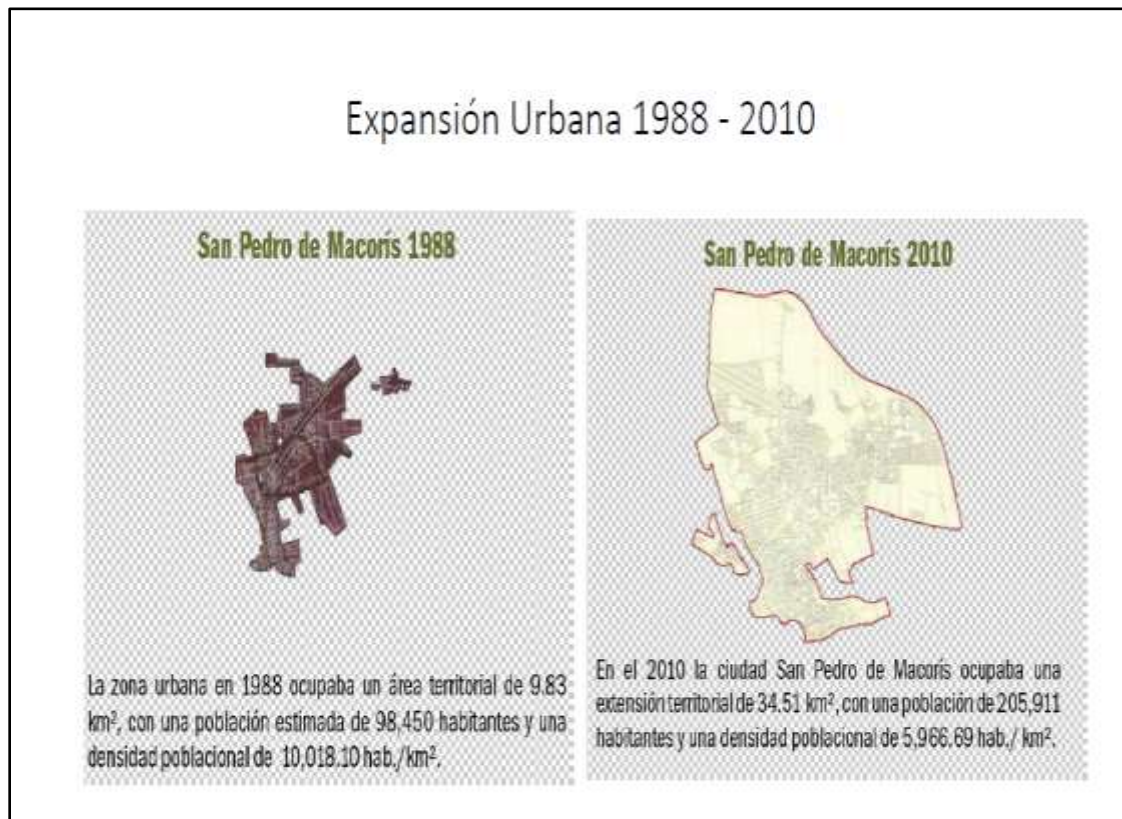 Expansión Urbana 1988 - 2010
San Pedro de Macorís 1988
La zona urbana en 1988 ocupaba un área territorial de 9.83
km², con una población estimada de 98,450 habitantes y una
densidad poblacional de 10,018.10 hab./km².
San Pedro de Macorís 2010
En el 2010 la ciudad San Pedro de Macorís ocupaba una
extensión territorial de 34.51 km², con una población de 205,911
habitantes y una densidad poblacional de 5,966.69 hab./ km².